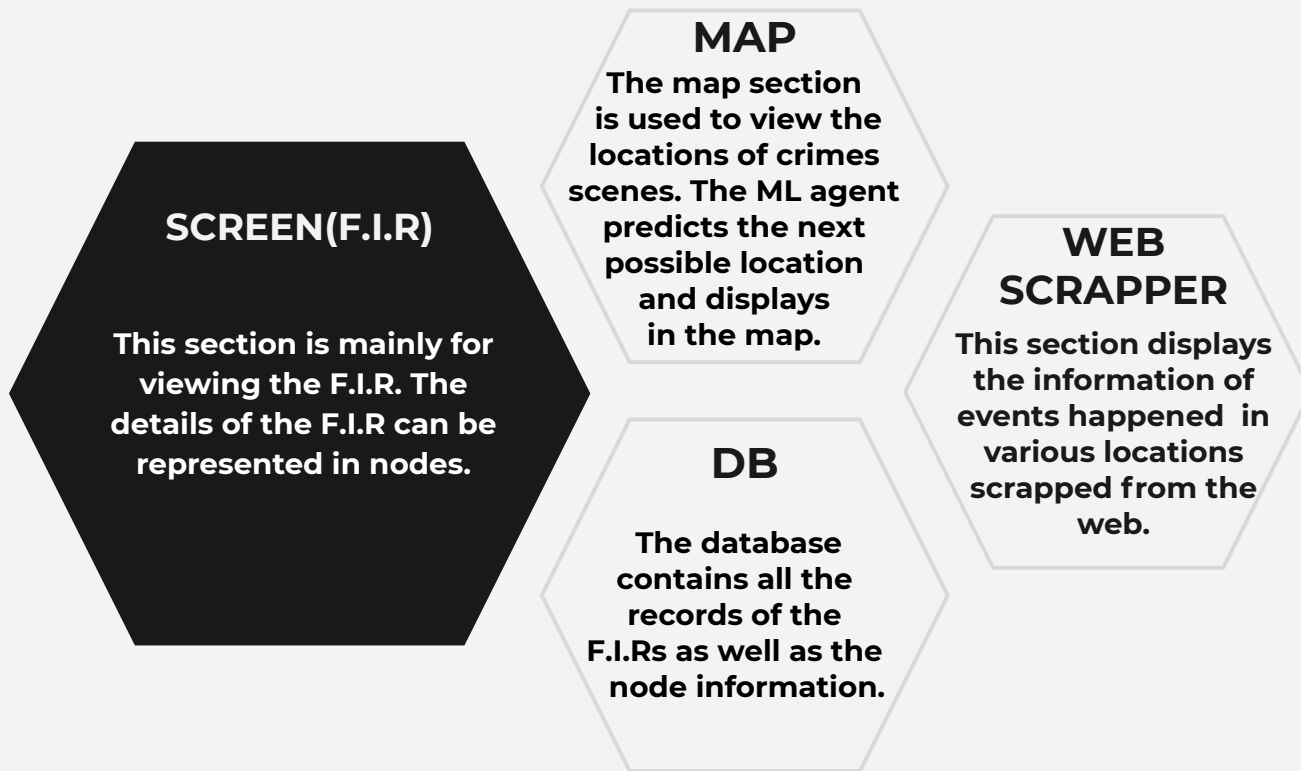 SCREEN(F.I.R)
This section is mainly for
viewing the F.I.R. The
details of the F.I.R can be
represented in nodes.
MAP
The map section
is used to view the
locations of crimes
scenes. The ML agent
predicts the next
possible location
and displays
in the map.
DB
The database
contains all the
records of the
F.I.Rs as well as the
node information.
WEB
SCRAPPER
This section displays
the information of
events happened in
various locations
scrapped from the
web.